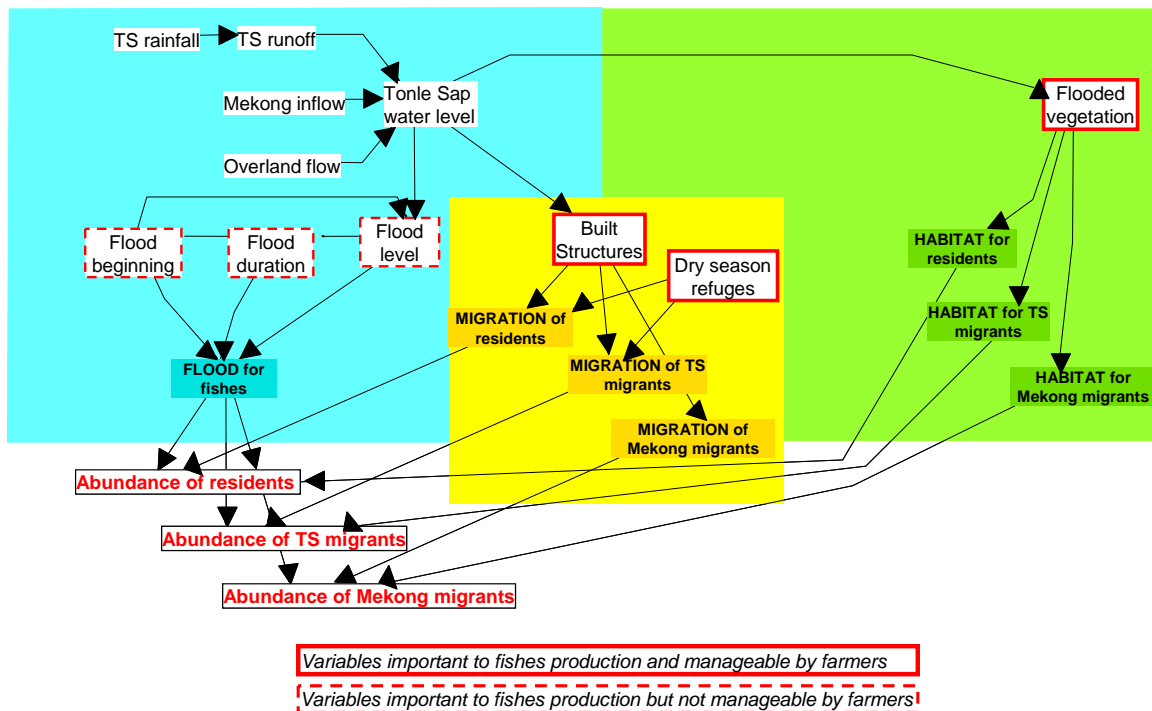 TS rainfall
TS runoff
Mekong inflow
Tonle Sap
water level
Overland flow
Flooded
vegetation
Flood
beginning
Flood
duration
Flood
level
Built
Structures
Dry season
refuges
HABITAT for
residents
MIGRATION of
residents
HABITAT for TS
migrants
FLOOD for
fishes
MIGRATION of TS
migrants
HABITAT for
Mekong migrants
MIGRATION of
Mekong migrants
Abundance of residents
Abundance of TS migrants
Abundance of Mekong migrants
Variables important to fishes production and manageable by farmers
Variables important to fishes production but not manageable by farmers